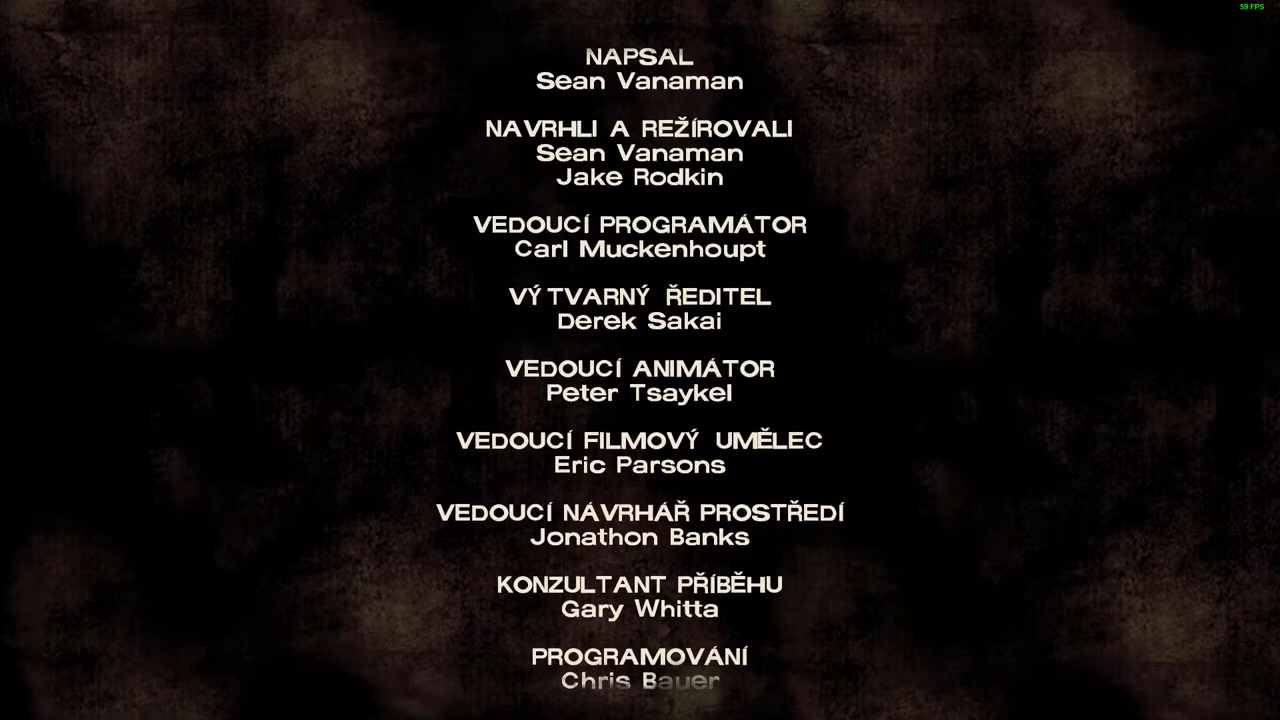 59 FPS
NAPSAL
Sean Vanaman
NAVRHLI A REŽÍROVALI
Sean Vanaman
Jake Rodkin
VEDOUCÍ PROGRAMÁTOR
Carl Muckenhoupt
VÝTVARNÝ ŘEDITEL
Derek Sakai
VEDOUCÍ ANIMÁTOR
Peter Tsaykel
VEDOUCÍ FILMOVÝ UMĚLEC
Eric Parsons
VEDOUCÍ NÁVRHÁŘ PROSTŘEDÍ
Jonathon Banks
KONZULTANT PŘÍBĚHU
Gary Whitta
PROGRAMOVÁNÍ
Chris Bauer